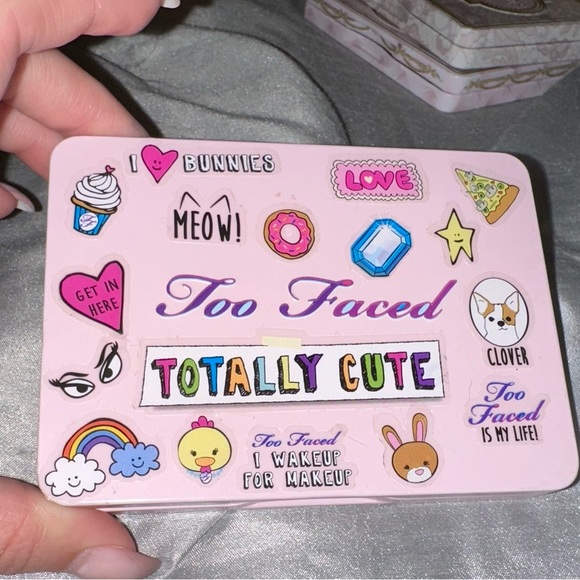 I BUNNIES
LOVE
MEOW!
GET IN
HERE
Too Faced
TOTALLY CUTE
CLOVER
Too
Faced
IS MY LIFE!
Too Faced
I WAKEUP
FOR MAKEUP